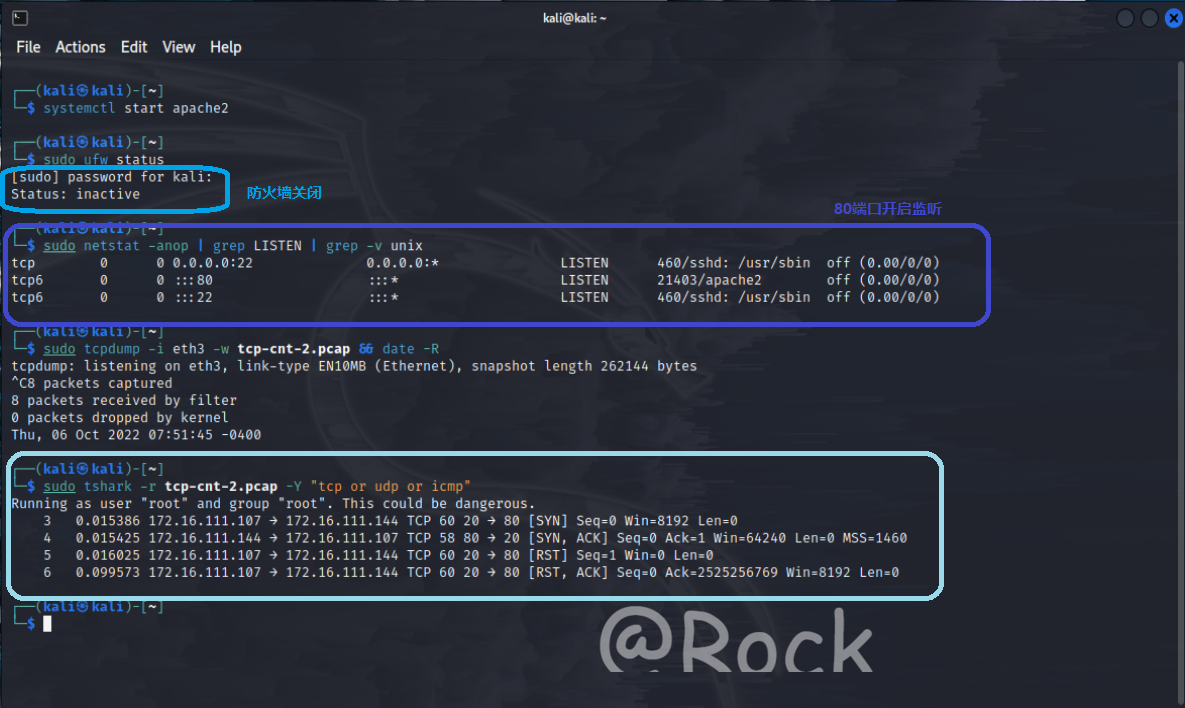 kali@kali: ~
File Actions Edit View Help
┌──(kali㉿kali)-[~]
└─$ systemctl start apache2
┌──(kali㉿kali)-[~]
└─$ sudo ufw status
[sudo] password for kali:
Status: inactive
防火墙关闭
80端口开启监听
┌──(kali㉿kali)-[~]
└─$ sudo netstat -anop | grep LISTEN | grep -v unix
tcp 0 0 0.0.0.0:22 0.0.0.0:* LISTEN 460/sshd: /usr/sbin off (0.00/0/0)
tcp6 0 0 :::80 :::* LISTEN 21403/apache2 off (0.00/0/0)
tcp6 0 0 :::22 :::* LISTEN 460/sshd: /usr/sbin off (0.00/0/0)
┌──(kali㉿kali)-[~]
└─$ sudo tcpdump -i eth3 -w tcp-cnt-2.pcap && date -R
tcpdump: listening on eth3, link-type EN10MB (Ethernet), snapshot length 262144 bytes
^C8 packets captured
8 packets received by filter
0 packets dropped by kernel
Thu, 06 Oct 2022 07:51:45 -0400
┌──(kali㉿kali)-[~]
└─$ sudo tshark -r tcp-cnt-2.pcap -Y "tcp or udp or icmp"
Running as user "root" and group "root". This could be dangerous.
3 0.015386 172.16.111.107 → 172.16.111.144 TCP 60 20 → 80 [SYN] Seq=0 Win=8192 Len=0
4 0.015425 172.16.111.144 → 172.16.111.107 TCP 58 80 → 20 [SYN, ACK] Seq=0 Ack=1 Win=64240 Len=0 MSS=1460
5 0.016025 172.16.111.107 → 172.16.111.144 TCP 60 20 → 80 [RST] Seq=1 Win=0 Len=0
6 0.099573 172.16.111.107 → 172.16.111.144 TCP 60 20 → 80 [RST, ACK] Seq=0 Ack=2525256769 Win=8192 Len=0
┌──(kali㉿kali)-[~]
└─$
@Rock